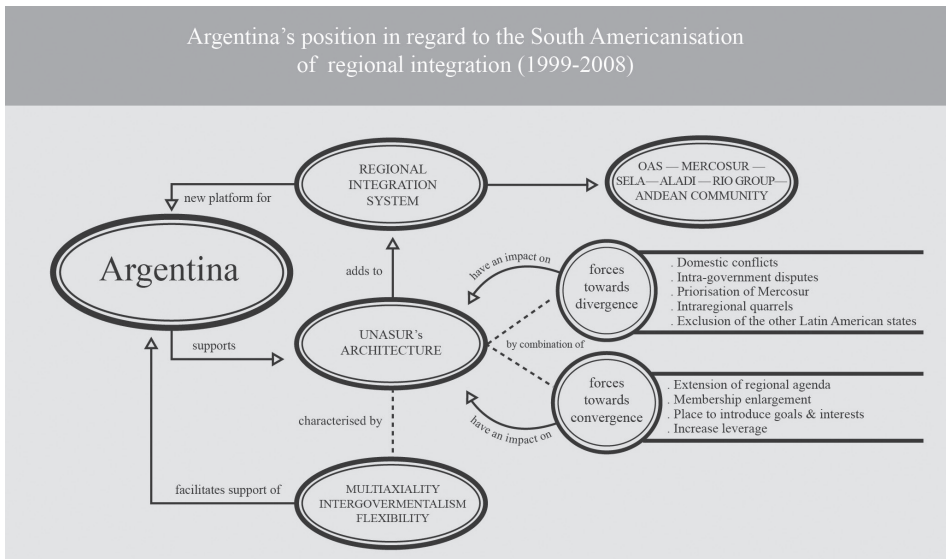 Argentina's position in regard to the South Americanisation
of regional integration (1999-2008)
REGIONAL
INTEGRATION
SYSTEM
OAS — MERCOSUR —
SELA— ALADI — RIO GROUP—
ANDEAN COMMUNITY
new platform for
Argentina
adds to
have an impact on
forces
towards
divergence
. Domestic conflicts
. Intra-government disputes
. Priorisation of Mercosur
. Intraregional quarrels
. Exclusion of the other Latin American states
supports
UNASUR's
ARCHITECTURE
by combination of
forces
towards
convergence
. Extension of regional agenda
. Membership enlargement
. Place to introduce goals & interests
. Increase leverage
characterised by
have an impact on
facilitates support of
MULTIAXIALITY
INTERGOVERMENTALISM
FLEXIBILITY